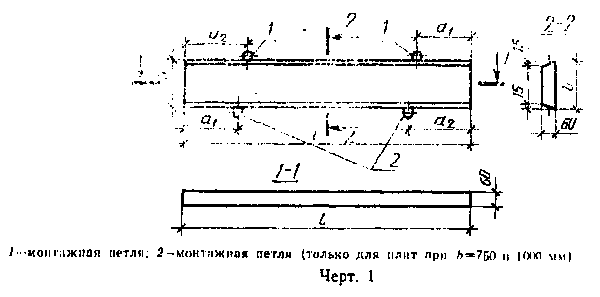 a₂ 1 2 1 a₁ 2-2
15
15 b
60
a₁ 2 a₂
2
1-1
60
L
1—монтажная петля; 2—монтажная петля (только для плит при b=750 и 1000 мм)
Черт. 1